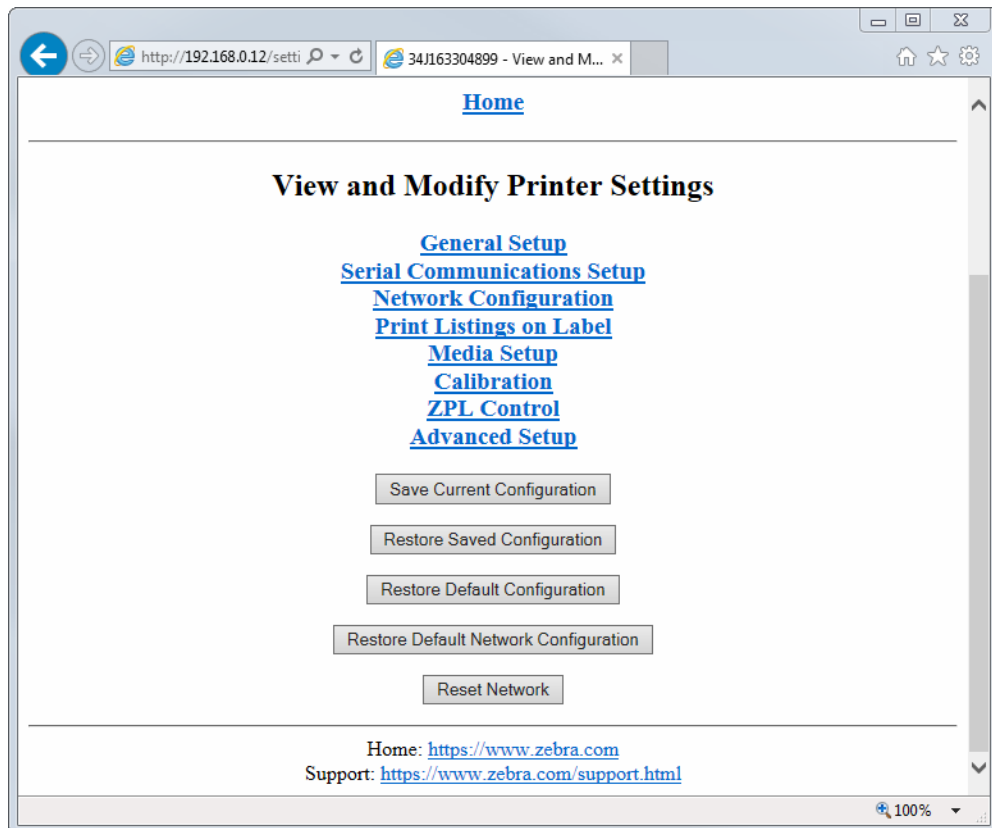 http://192.168.0.12/setti
34J163304899 - View and M...
Home
View and Modify Printer Settings
General Setup
Serial Communications Setup
Network Configuration
Print Listings on Label
Media Setup
Calibration
ZPL Control
Advanced Setup
Save Current Configuration
Restore Saved Configuration
Restore Default Configuration
Restore Default Network Configuration
Reset Network
Home: https://www.zebra.com
Support: https://www.zebra.com/support.html
100%